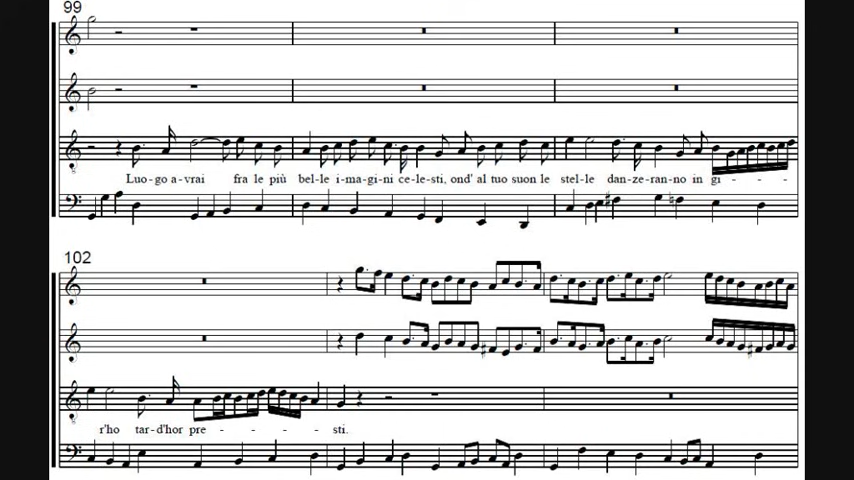 99
Luo-go a-vrai fra le più bel-le i-ma-gi-ni ce-le-sti, ond' al tuo suon le stel-le dan-ze-ran-no in gi - - -
102
r'ho tar-d'hor pre - - - - sti.